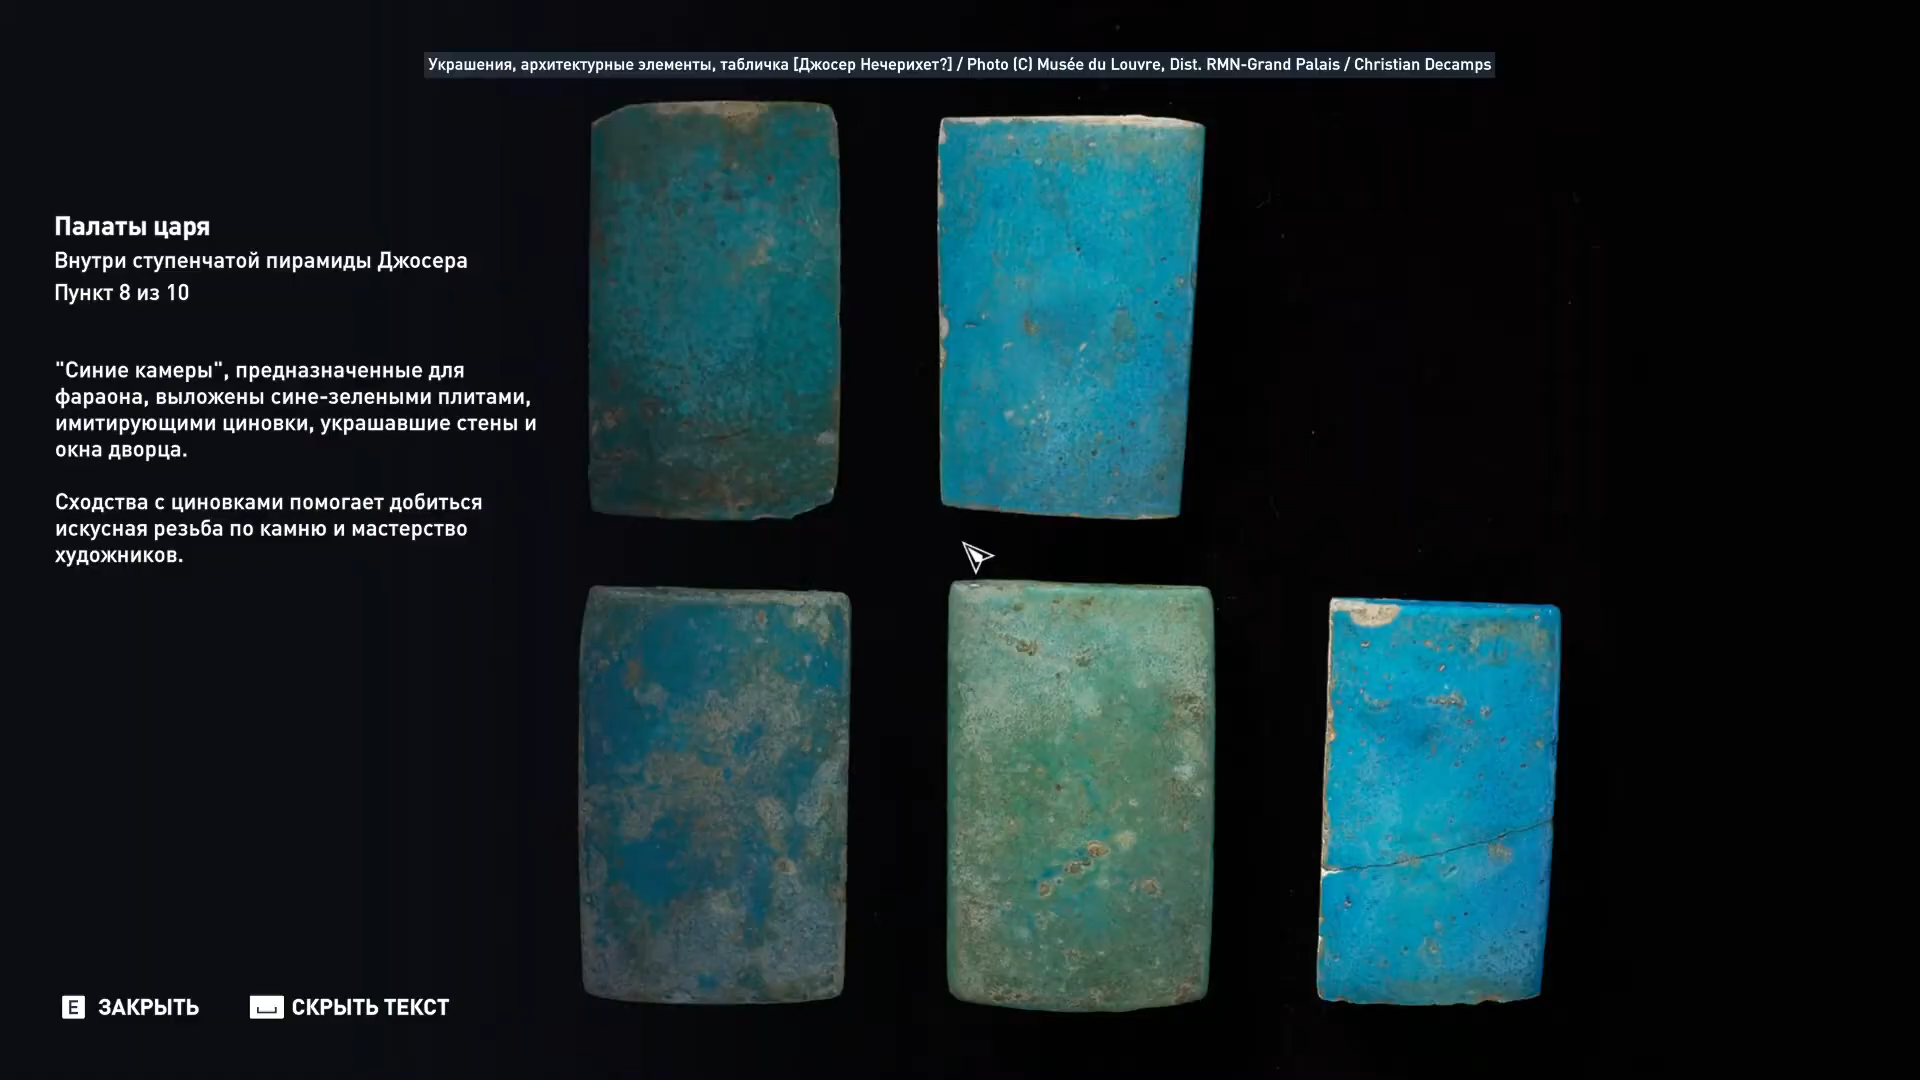 Украшения, архитектурные элементы, табличка [Джосер Нечерихет?] / Photo (C) Musée du Louvre, Dist. RMN-Grand Palais / Christian Decamps
Палаты царя
Внутри ступенчатой пирамиды Джосера
Пункт 8 из 10
"Синие камеры", предназначенные для
фараона, выложены сине-зелеными плитами,
имитирующими циновки, украшавшие стены и
окна дворца.
Сходства с циновками помогает добиться
искусная резьба по камню и мастерство
художников.
E ЗАКРЫТЬ
СКРЫТЬ ТЕКСТ